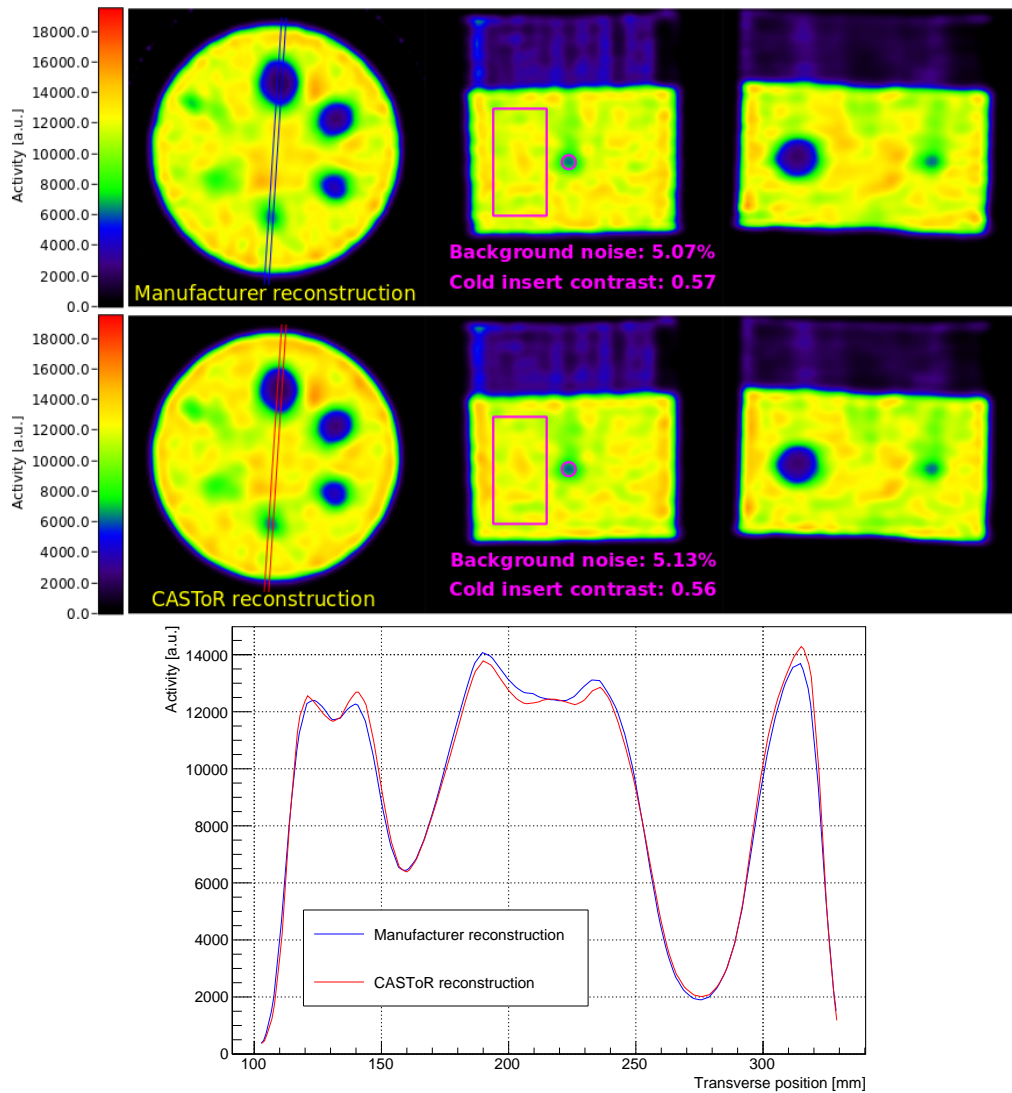 Activity [a.u.]
18000.0
16000.0
14000.0
12000.0
10000.0
8000.0
6000.0
4000.0
2000.0
0.0
Manufacturer reconstruction
Background noise: 5.07%
Cold insert contrast: 0.57
Activity [a.u.]
18000.0
16000.0
14000.0
12000.0
10000.0
8000.0
6000.0
4000.0
2000.0
0.0
CASToR reconstruction
Background noise: 5.13%
Cold insert contrast: 0.56
Activity [a.u.]
14000
12000
10000
8000
6000
4000
2000
0
Manufacturer reconstruction
CASToR reconstruction
100 150 200 250 300
Transverse position [mm]